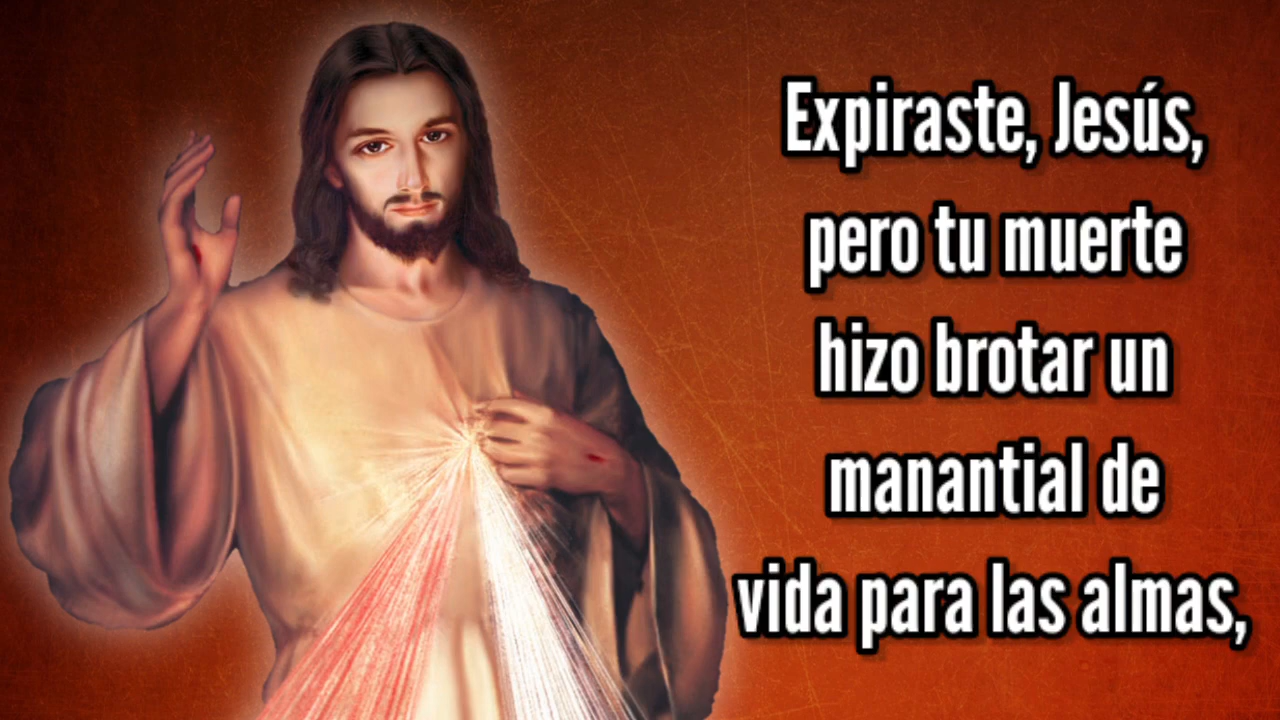 Expiraste, Jesús,
pero tu muerte
hizo brotar un
manantial de
vida para las almas,